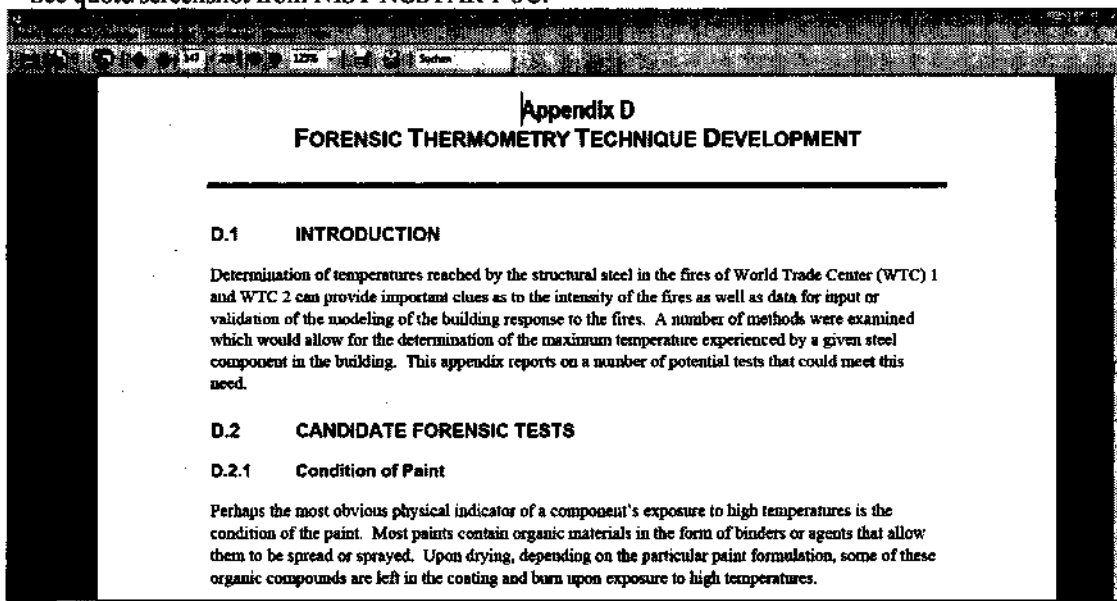 Appendix D
FORENSIC THERMOMETRY TECHNIQUE DEVELOPMENT
D.1 INTRODUCTION
Determination of temperatures reached by the structural steel in the fires of World Trade Center (WTC) 1
and WTC 2 can provide important clues as to the intensity of the fires as well as data for input or
validation of the modeling of the building response to the fires. A number of methods were examined
which would allow for the determination of the maximum temperature experienced by a given steel
component in the building. This appendix reports on a number of potential tests that could meet this
need.
D.2 CANDIDATE FORENSIC TESTS
D.2.1 Condition of Paint
Perhaps the most obvious physical indicator of a component's exposure to high temperatures is the
condition of the paint. Most paints contain organic materials in the form of binders or agents that allow
them to be spread or sprayed. Upon drying, depending on the particular paint formulation, some of these
organic compounds are left in the coating and burn upon exposure to high temperatures.